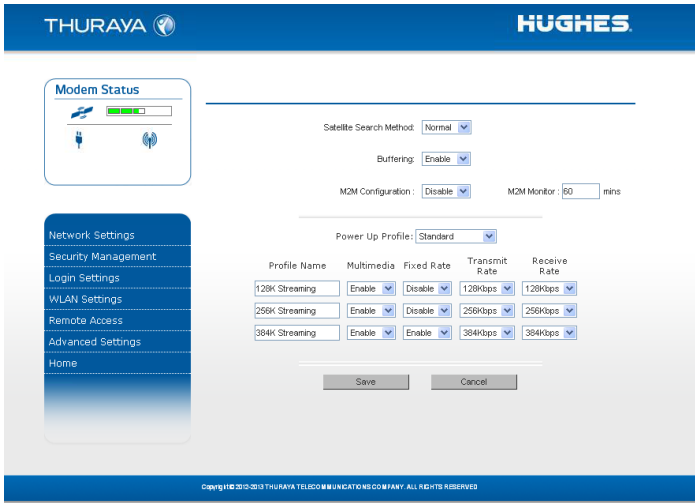 THURAYA HUGHES.
Modem Status
Satellite Search Method: Normal
Buffering: Enable
M2M Configuration : Disable M2M Monitor : 60 mins
Power Up Profile: Standard
Profile Name Multimedia Fixed Rate Transmit Rate Receive Rate
128K Streaming Enable Disable 128Kbps 128Kbps
256K Streaming Enable Disable 256Kbps 256Kbps
384K Streaming Enable Enable 384Kbps 384Kbps
Save Cancel
Network Settings
Security Management
Login Settings
WLAN Settings
Remote Access
Advanced Settings
Home
Copyright© 2012-2013 THURAYA TELECOMMUNICATIONS COMPANY. ALL RIGHTS RESERVED